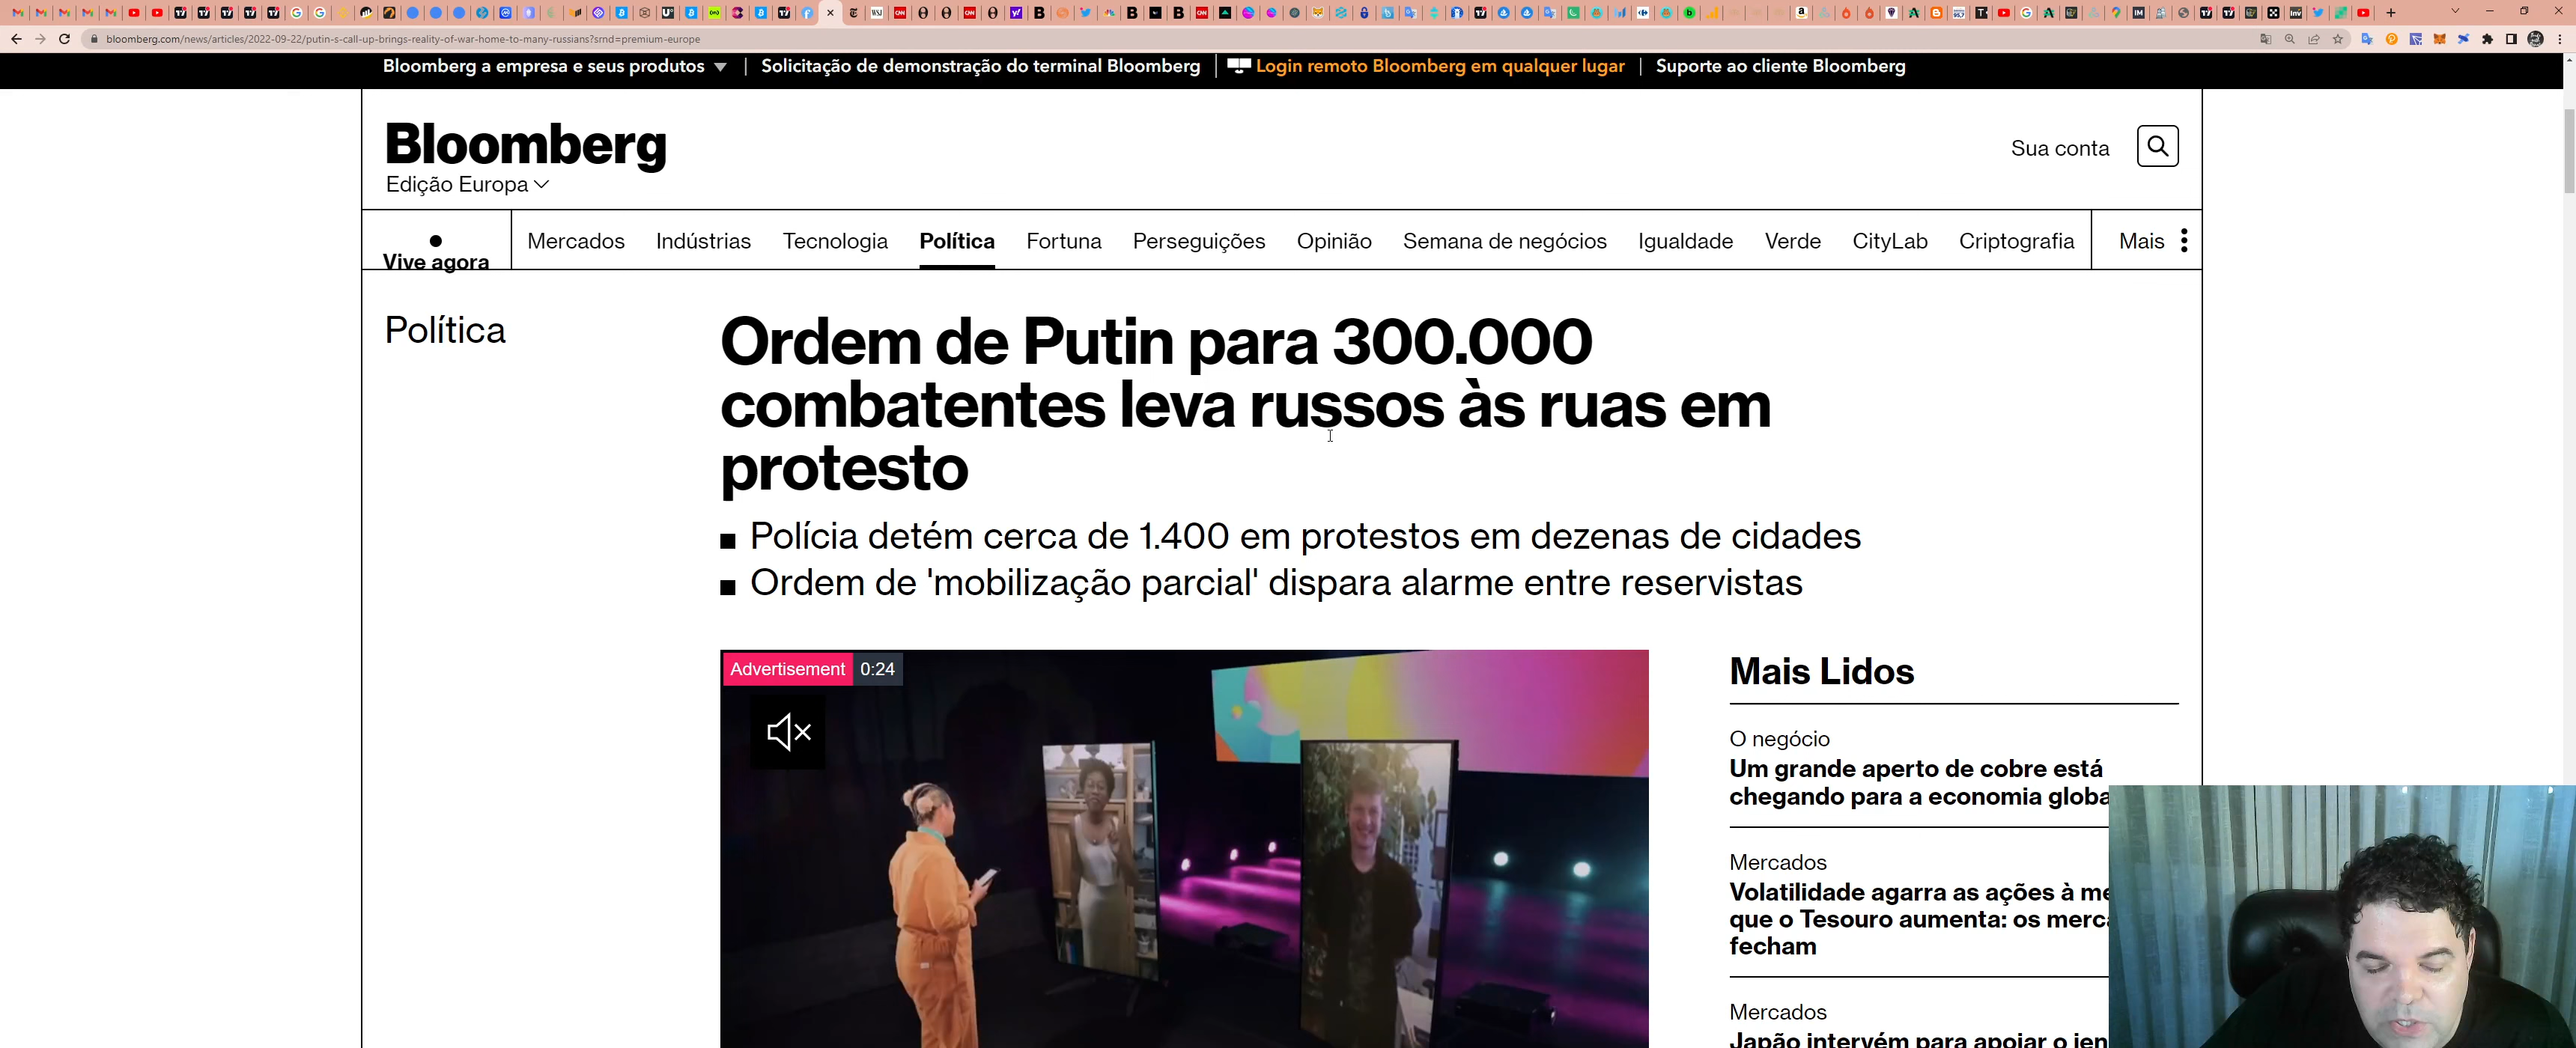 bloomberg.com/news/articles/2022-09-22/putin-s-call-up-brings-reality-of-war-home-to-many-russians?srnd=premium-europe
Bloomberg a empresa e seus produtos | Solicitação de demonstração do terminal Bloomberg | Login remoto Bloomberg em qualquer lugar | Suporte ao cliente Bloomberg
Bloomberg
Sua conta
Edição Europa
Vive agora
Mercados Indústrias Tecnologia Política Fortuna Perseguições Opinião Semana de negócios Igualdade Verde CityLab Criptografia Mais
Política
Ordem de Putin para 300.000
combatentes leva russos às ruas em
protesto
Polícia detém cerca de 1.400 em protestos em dezenas de cidades
Ordem de 'mobilização parcial' dispara alarme entre reservistas
Advertisement 0:24
Mais Lidos
O negócio
Um grande aperto de cobre está
chegando para a economia globa
Mercados
Volatilidade agarra as ações à me
que o Tesouro aumenta: os merca
fecham
Mercados
Japão intervém para apoiar o ien